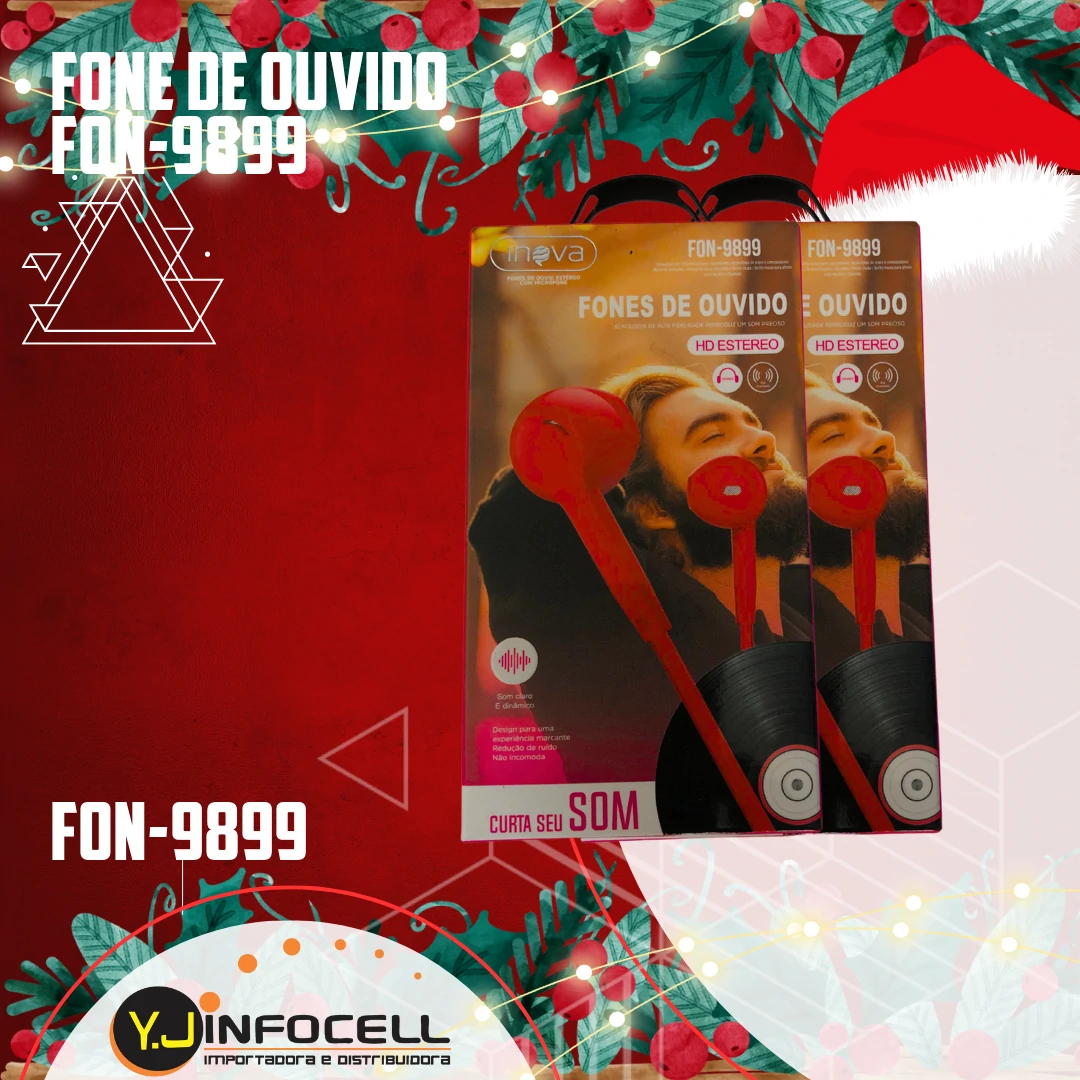 FONE DE OUVIDO
FON-9899
inova
FONES DE OUVIDO ESTÉREO
COM MICROFONE
FON-9899
FONES DE OUVIDO
HD ESTEREO
FON-9899
E OUVIDO
HD ESTEREO
Som claro
E dinâmico
Design para uma
experiência marcante
Redução de ruído
Não Incomoda
CURTA SEU SOM
FON-9899
Y.J INFOCELL
IMPORTADORA E DISTRIBUIDORA